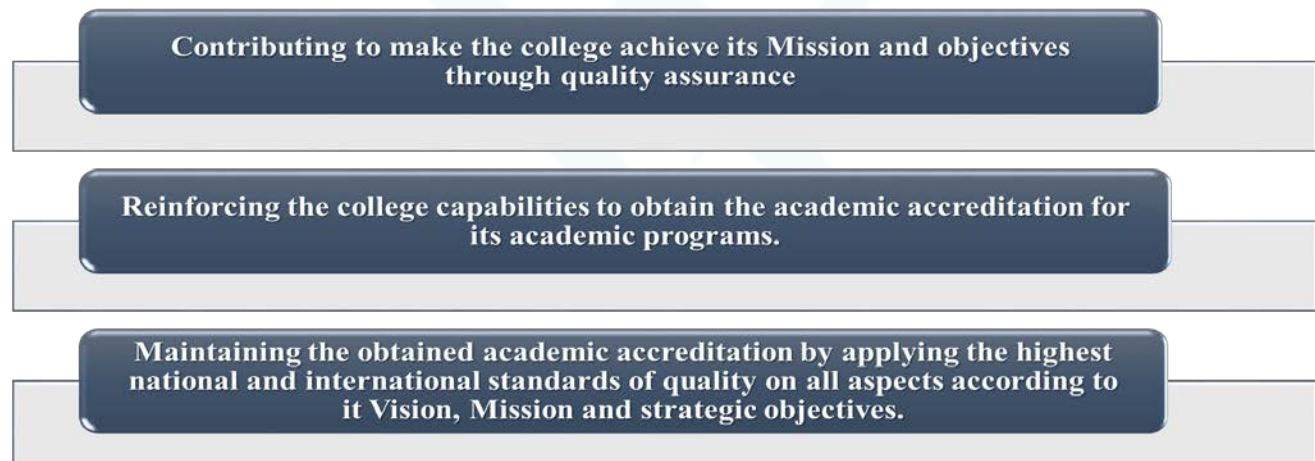 Contributing to make the college achieve its Mission and objectives
through quality assurance
Reinforcing the college capabilities to obtain the academic accreditation for
its academic programs.
Maintaining the obtained academic accreditation by applying the highest
national and international standards of quality on all aspects according to
it Vision, Mission and strategic objectives.